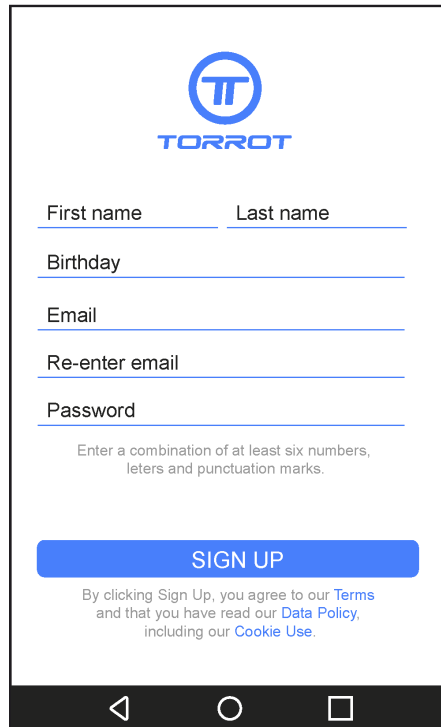 TORROT
First name Last name
Birthday
Email
Re-enter email
Password
Enter a combination of at least six numbers,
leters and punctuation marks.
SIGN UP
By clicking Sign Up, you agree to our Terms
and that you have read our Data Policy,
including our Cookie Use.